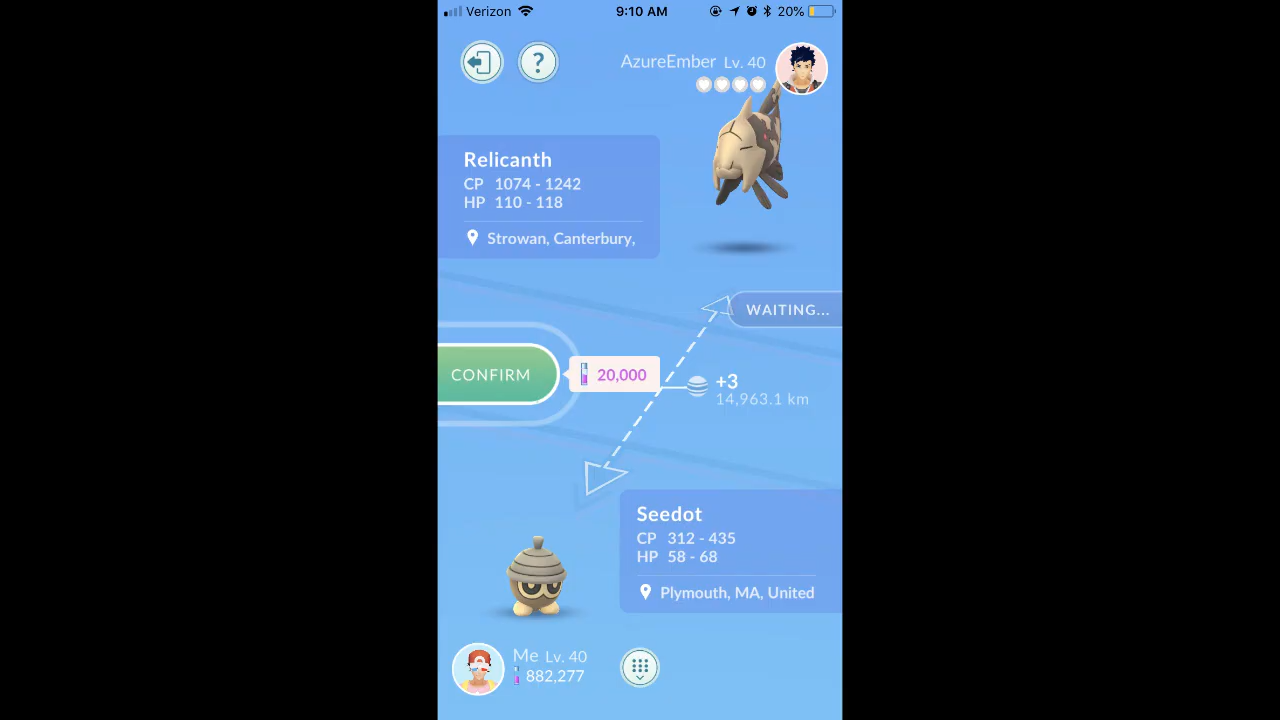 Verizon 9:10 AM 20%
?
AzureEmber Lv. 40
Relicanth
CP 1074 - 1242
HP 110 - 118
Strowan, Canterbury,
WAITING...
CONFIRM
20,000
+3
14,963.1 km
Seedot
CP 312 - 435
HP 58 - 68
Plymouth, MA, United
Me Lv. 40
882,277